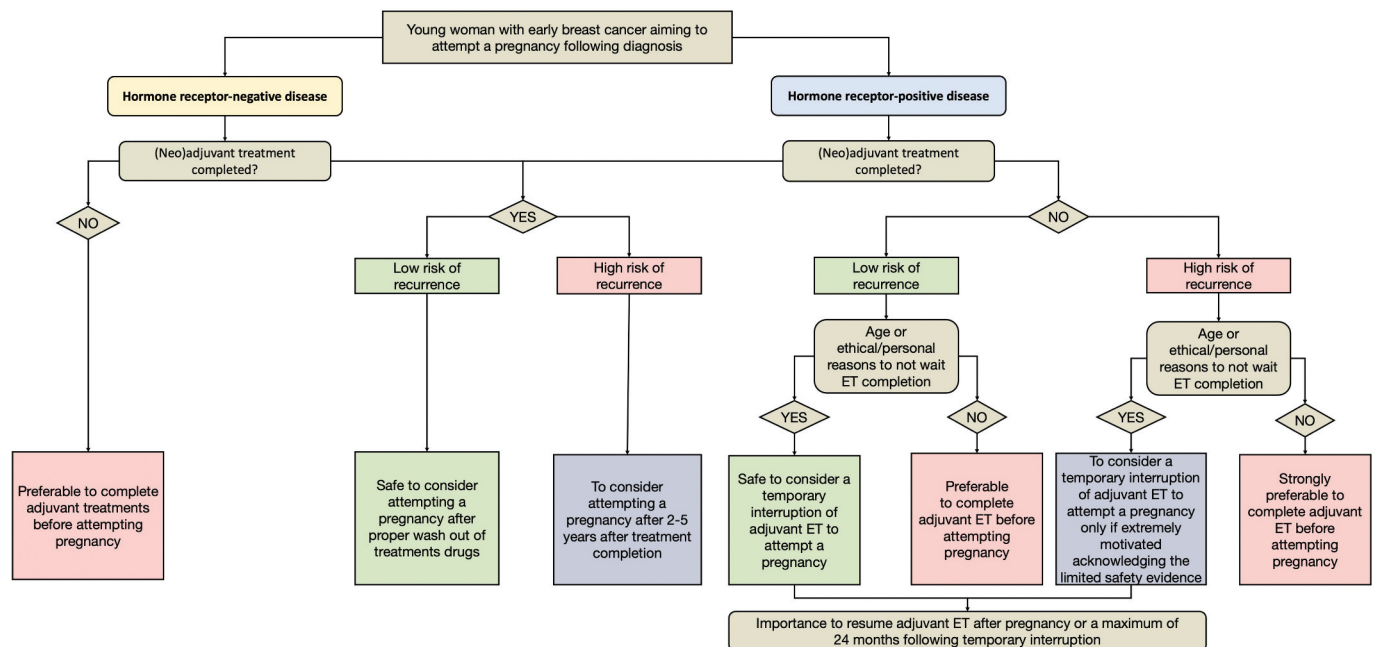 Young woman with early breast cancer aiming to
attempt a pregnancy following diagnosis
Hormone receptor-negative disease
Hormone receptor-positive disease
(Neo)adjuvant treatment
completed?
(Neo)adjuvant treatment
completed?
NO
YES
NO
Low risk of
recurrence
High risk of
recurrence
Low risk of
recurrence
High risk of
recurrence
Age or
ethical/personal
reasons to not wait
ET completion
Age or
ethical/personal
reasons to not wait
ET completion
YES
NO
YES
NO
Preferable to complete
adjuvant treatments
before attempting
pregnancy
Safe to consider
attempting a
pregnancy after
proper wash out of
treatments drugs
To consider
attempting a
pregnancy after 2-5
years after treatment
completion
Safe to consider a
temporary
interruption of
adjuvant ET to
attempt a
pregnancy
Preferable
to complete
adjuvant ET before
attempting
pregnancy
To consider a
temporary interruption
of adjuvant ET to
attempt a pregnancy
only if extremely
motivated
acknowledging the
limited safety evidence
Strongly
preferable to
complete adjuvant
ET before
attempting
pregnancy
Importance to resume adjuvant ET after pregnancy or a maximum of
24 months following temporary interruption